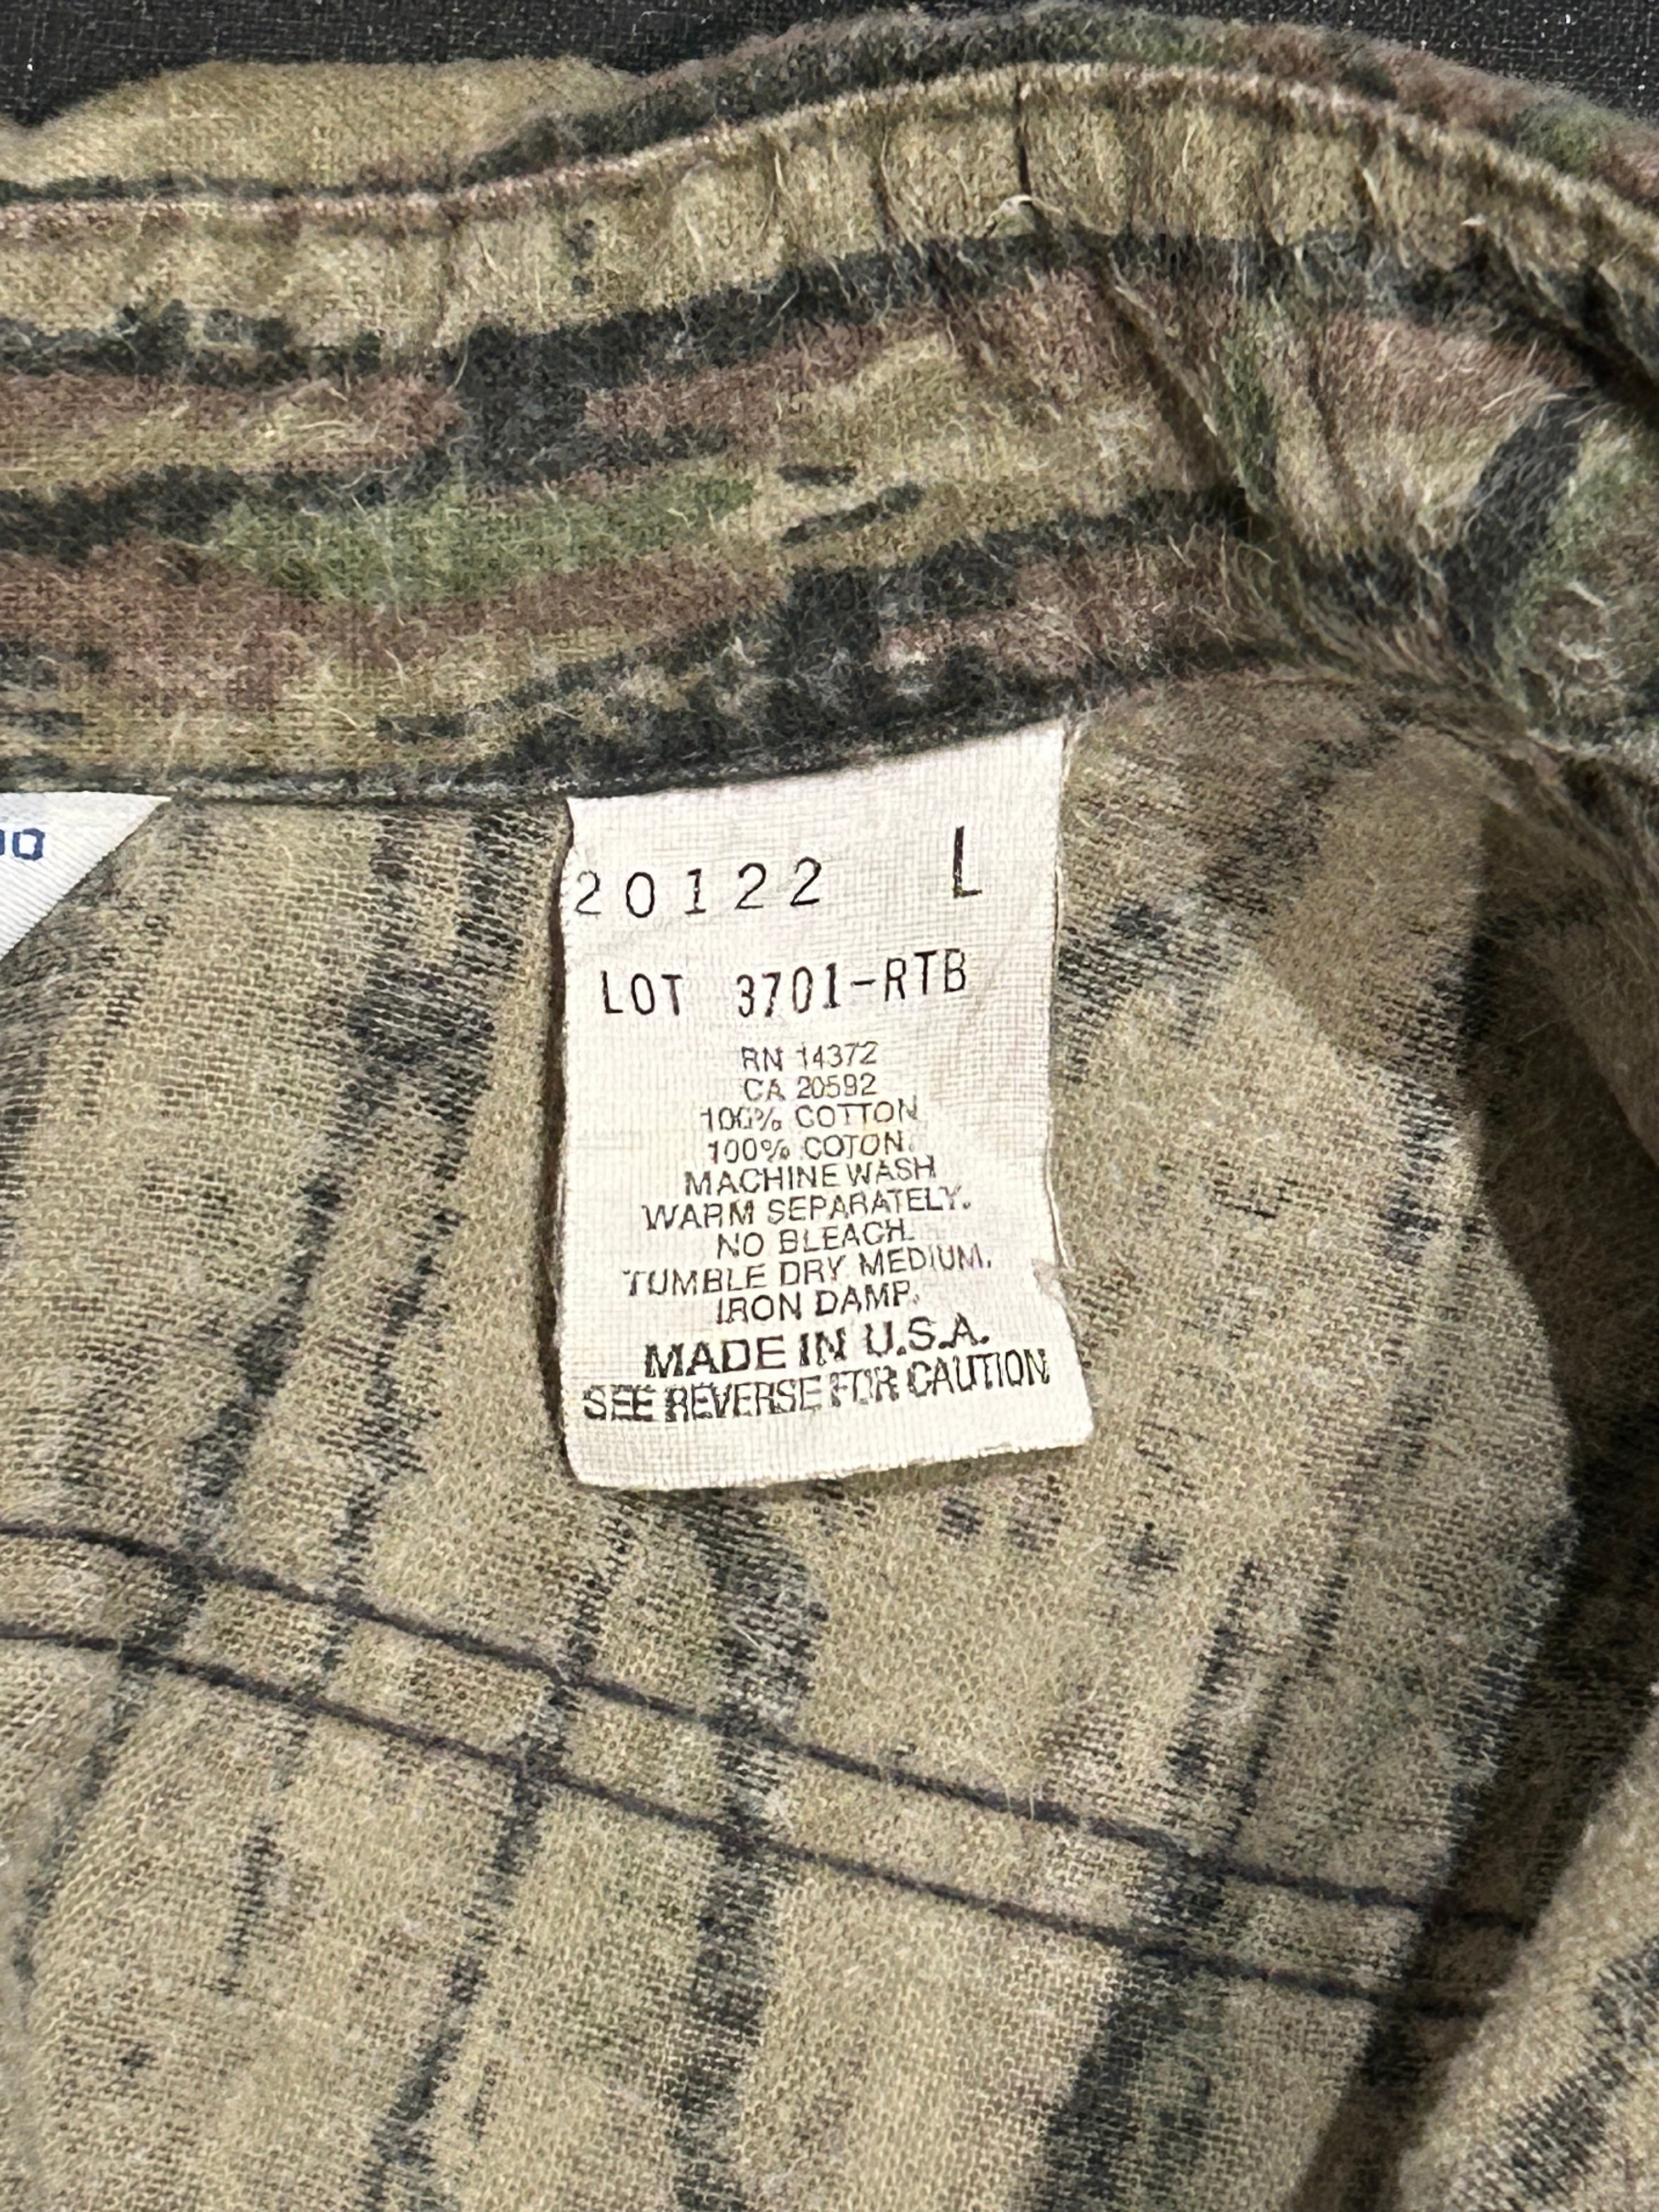 20122 L
LOT 3701-RTB
RN 14372
CA 20592
100% COTTON
100% COTON.
MACHINE WASH
WARM SEPARATELY.
NO BLEACH.
TUMBLE DRY MEDIUM.
IRON DAMP.
MADE IN U.S.A.
SEE REVERSE FOR CAUTION